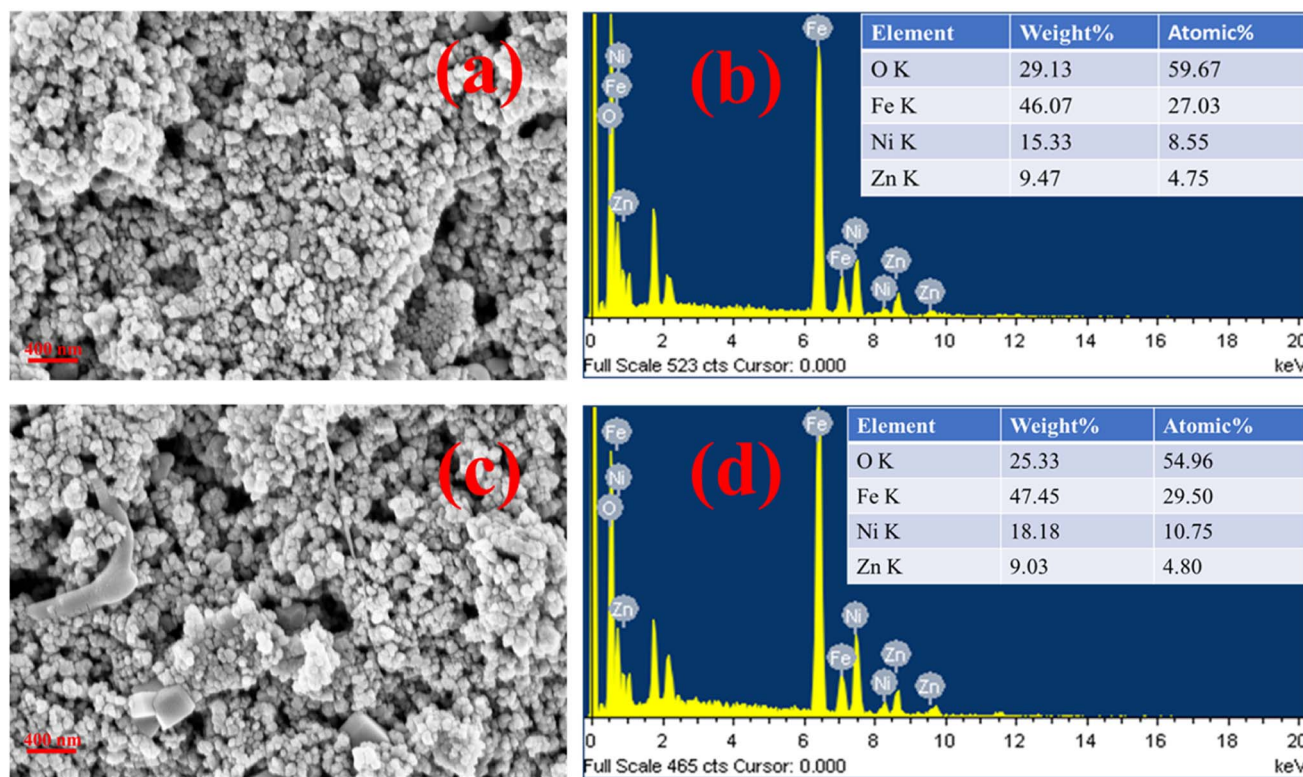 (a)
400 nm
(b)
Ni
Fe
O
Zn
Fe
Fe
Ni
Ni
Zn
Zn
Element Weight% Atomic%
O K 29.13 59.67
Fe K 46.07 27.03
Ni K 15.33 8.55
Zn K 9.47 4.75
0 2 4 6 8 10 12 14 16 18 20
Full Scale 523 cts Cursor: 0.000 keV
(c)
400 nm
(d)
Fe
Ni
O
Zn
Fe
Fe
Ni
Ni
Zn
Zn
Element Weight% Atomic%
O K 25.33 54.96
Fe K 47.45 29.50
Ni K 18.18 10.75
Zn K 9.03 4.80
0 2 4 6 8 10 12 14 16 18 20
Full Scale 465 cts Cursor: 0.000 keV